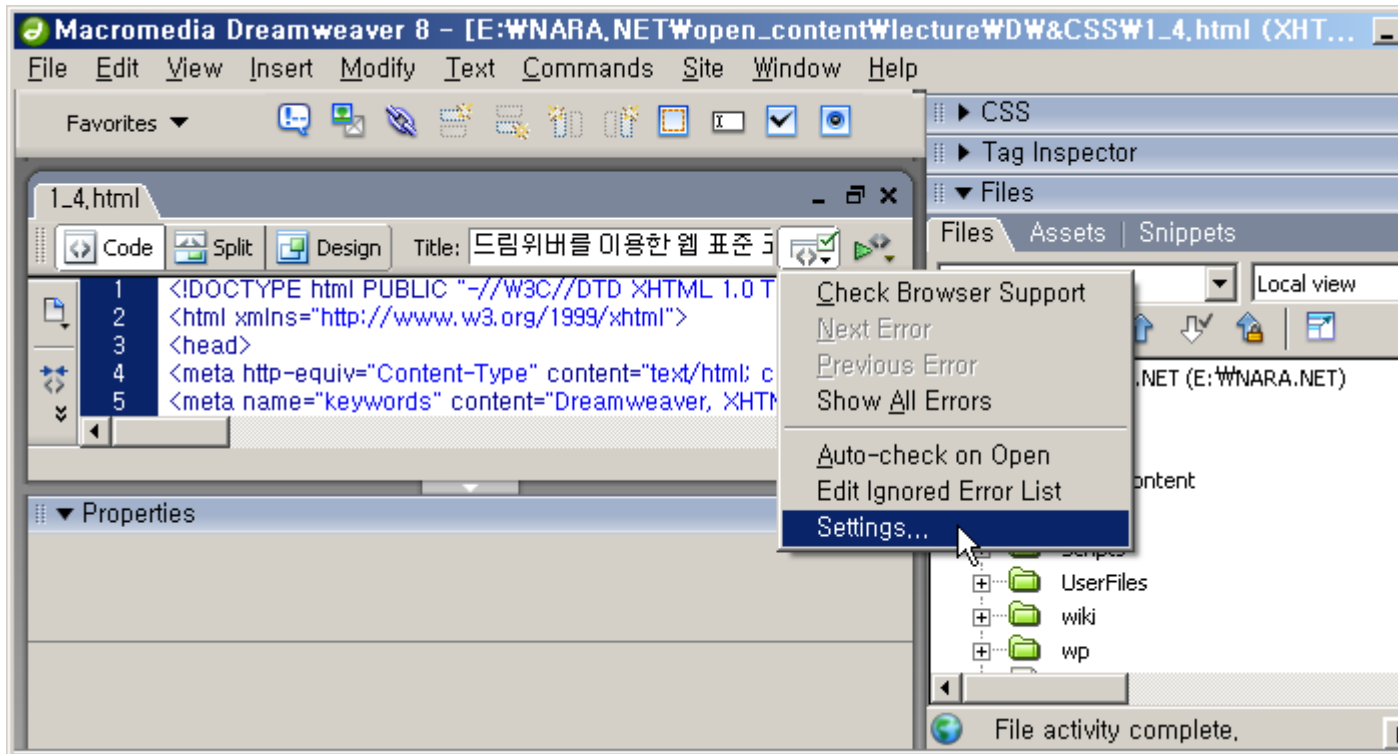 Macromedia Dreamweaver 8 - [E:₩NARA.NET₩open_content₩lecture₩DW&CSS₩1_4.html (XHT...
File Edit View Insert Modify Text Commands Site Window Help
Favorites
CSS
Tag Inspector
Files
1_4.html
Files Assets | Snippets
Code Split Design Title: 드림위버를 이용한 웹 표준
Local view
1 <!DOCTYPE html PUBLIC "-//W3C//DTD XHTML 1.0 T
2 <html xmlns="http://www.w3.org/1999/xhtml">
3 <head>
4 <meta http-equiv="Content-Type" content="text/html; c
5 <meta name="keywords" content="Dreamweaver, XHTM
Check Browser Support
Next Error
Previous Error
Show All Errors
Auto-check on Open
Edit Ignored Error List
Settings...
.NET (E:₩NARA.NET)
ontent
UserFiles
wiki
wp
Properties
File activity complete.